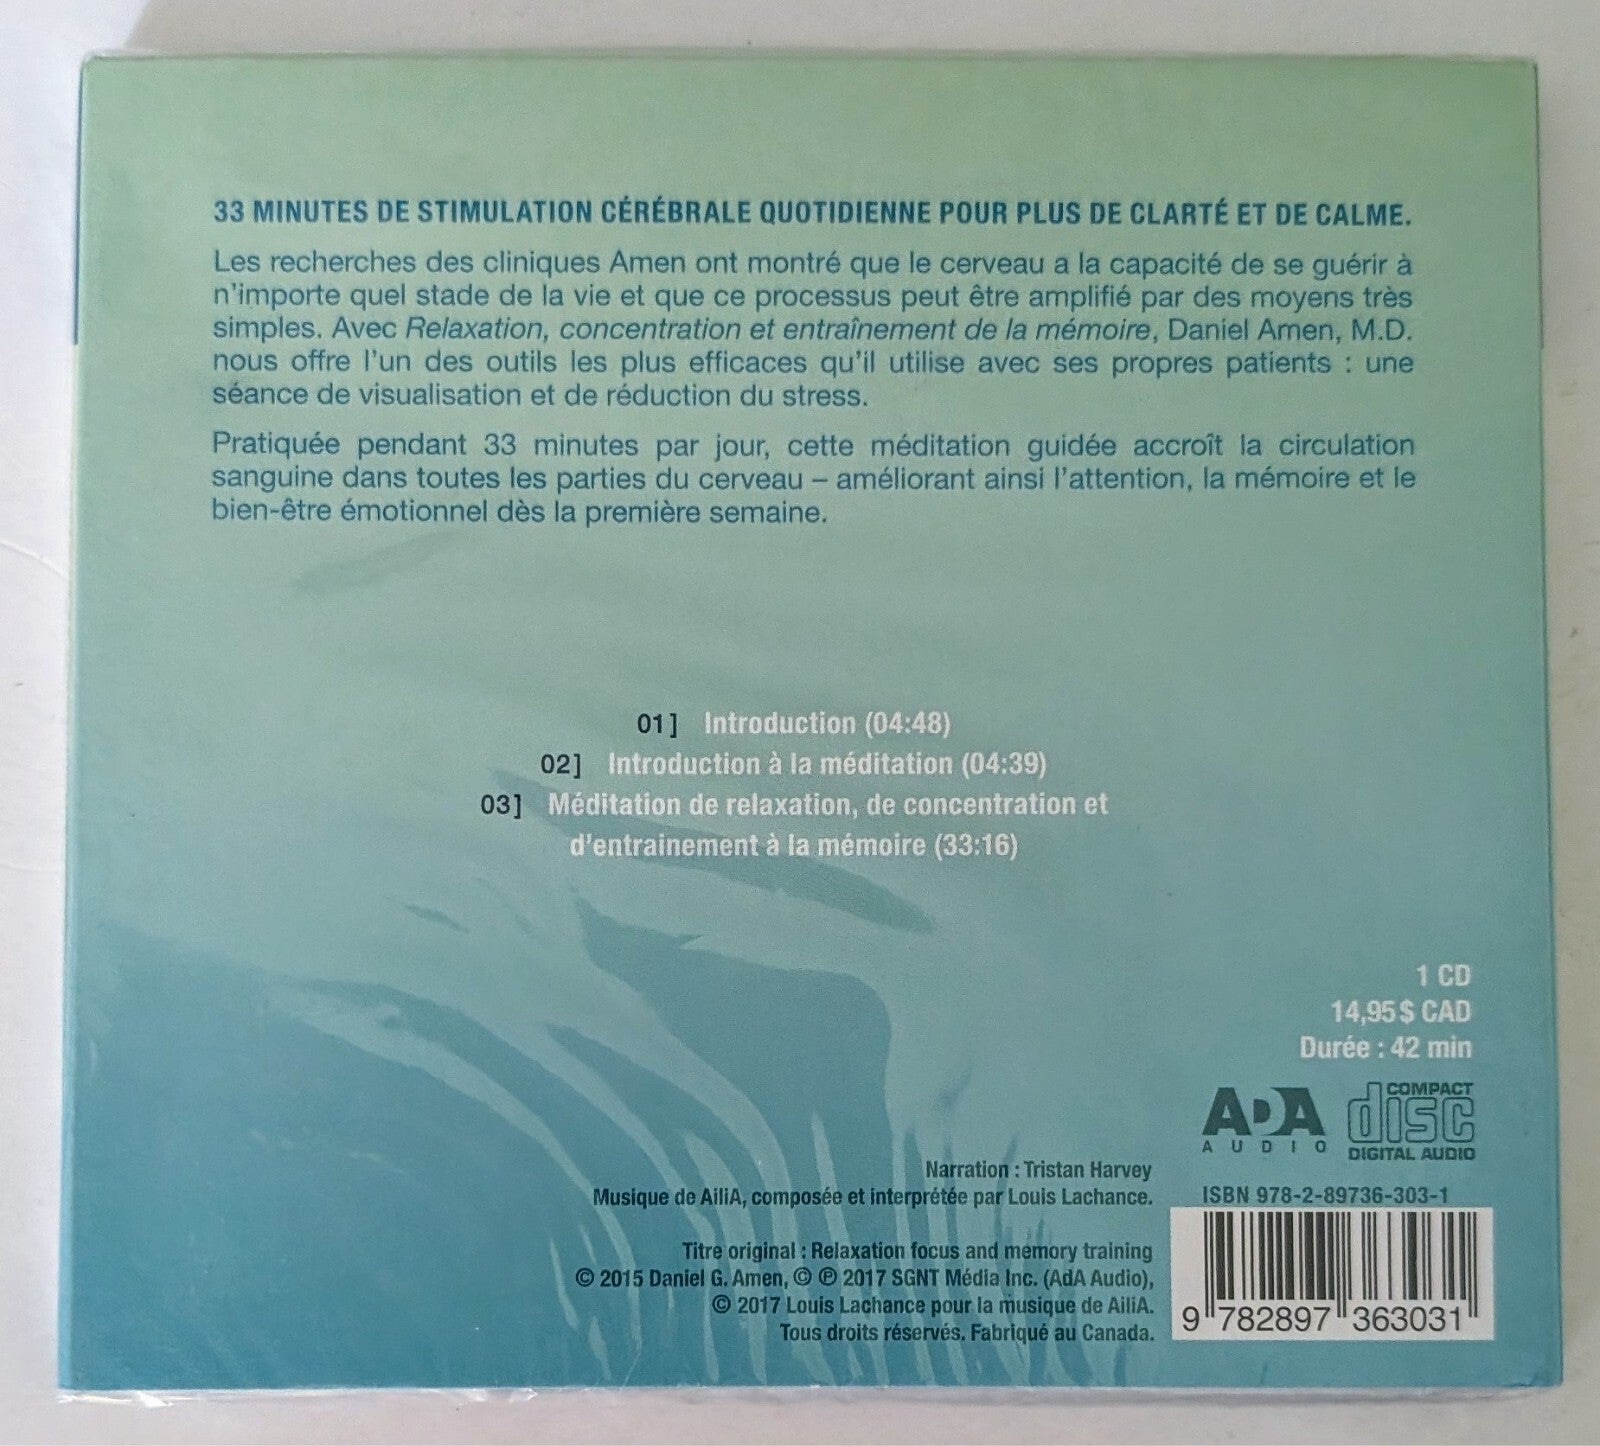 33 MINUTES DE STIMULATION CÉRÉBRALE QUOTIDIENNE POUR PLUS DE CLARTÉ ET DE CALME.
Les recherches des cliniques Amen ont montré que le cerveau a la capacité de se guérir à
n'importe quel stade de la vie et que ce processus peut être amplifié par des moyens très
simples. Avec Relaxation, concentration et entraînement de la mémoire, Daniel Amen, M.D.
nous offre l'un des outils les plus efficaces qu'il utilise avec ses propres patients : une
séance de visualisation et de réduction du stress.
Pratiquée pendant 33 minutes par jour, cette méditation guidée accroît la circulation
sanguine dans toutes les parties du cerveau – améliorant ainsi l'attention, la mémoire et le
bien-être émotionnel dès la première semaine.
01] Introduction (04:48)
02] Introduction à la méditation (04:39)
03] Méditation de relaxation, de concentration et
d'entrainement à la mémoire (33:16)
1 CD
14,95 $ CAD
Durée : 42 min
ADA
AUDIO
COMPACT
disc
DIGITAL AUDIO
Narration : Tristan Harvey
Musique de AiliA, composée et interprétée par Louis Lachance.
Titre original : Relaxation focus and memory training
© 2015 Daniel G. Amen, © ℗ 2017 SGNT Média Inc. (AdA Audio),
© 2017 Louis Lachance pour la musique de AiliA.
Tous droits réservés. Fabriqué au Canada.
ISBN 978-2-89736-303-1
9 782897 363031